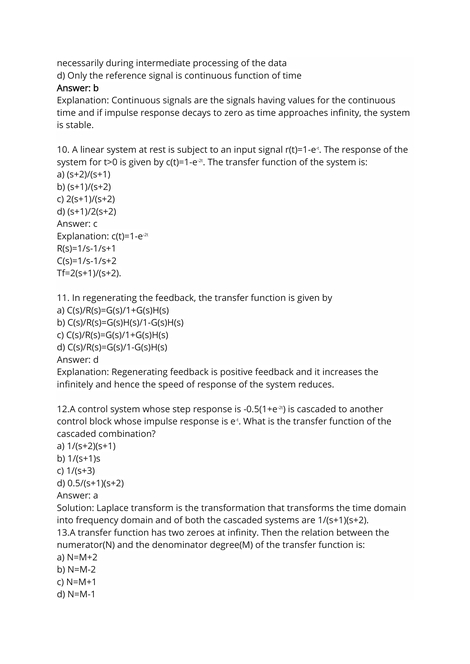 necessarily during intermediate processing of the data
d) Only the reference signal is continuous function of time
Answer: b
Explanation: Continuous signals are the signals having values for the continuous
time and if impulse response decays to zero as time approaches infinity, the system
is stable.
10. A linear system at rest is subject to an input signal r(t)=1-e-t. The response of the
system for t>0 is given by c(t)=1-e-2t. The transfer function of the system is:
a) (s+2)/(s+1)
b) (s+1)/(s+2)
c) 2(s+1)/(s+2)
d) (s+1)/2(s+2)
Answer: c
Explanation: c(t)=1-e-2t
R(s)=1/s-1/s+1
C(s)=1/s-1/s+2
Tf=2(s+1)/(s+2).
11. In regenerating the feedback, the transfer function is given by
a) C(s)/R(s)=G(s)/1+G(s)H(s)
b) C(s)/R(s)=G(s)H(s)/1-G(s)H(s)
c) C(s)/R(s)=G(s)/1+G(s)H(s)
d) C(s)/R(s)=G(s)/1-G(s)H(s)
Answer: d
Explanation: Regenerating feedback is positive feedback and it increases the
infinitely and hence the speed of response of the system reduces.
12.A control system whose step response is -0.5(1+e-2t) is cascaded to another
control block whose impulse response is e-t. What is the transfer function of the
cascaded combination?
a) 1/(s+2)(s+1)
b) 1/(s+1)s
c) 1/(s+3)
d) 0.5/(s+1)(s+2)
Answer: a
Solution: Laplace transform is the transformation that transforms the time domain
into frequency domain and of both the cascaded systems are 1/(s+1)(s+2).
13.A transfer function has two zeroes at infinity. Then the relation between the
numerator(N) and the denominator degree(M) of the transfer function is:
a) N=M+2
b) N=M-2
c) N=M+1
d) N=M-1